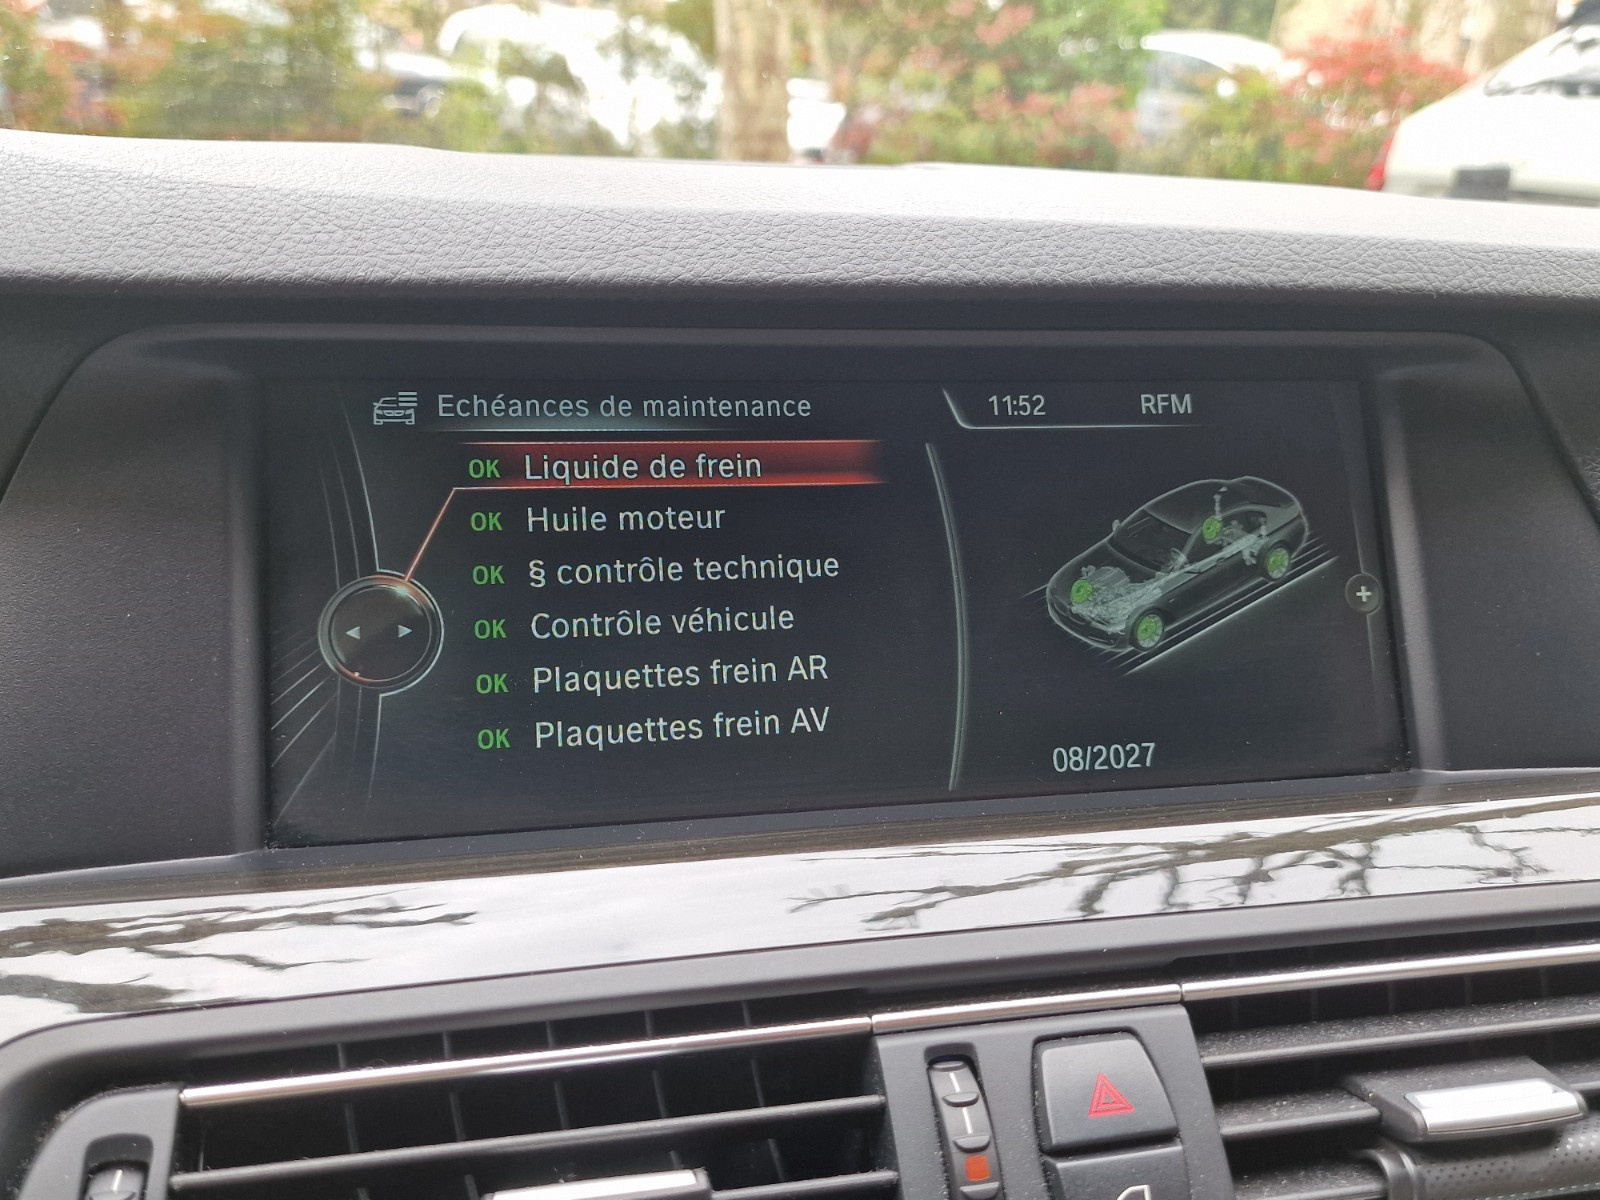 Echéances de maintenance
11:52 RFM
OK Liquide de frein
OK Huile moteur
OK § contrôle technique
OK Contrôle véhicule
OK Plaquettes frein AR
OK Plaquettes frein AV
+
08/2027